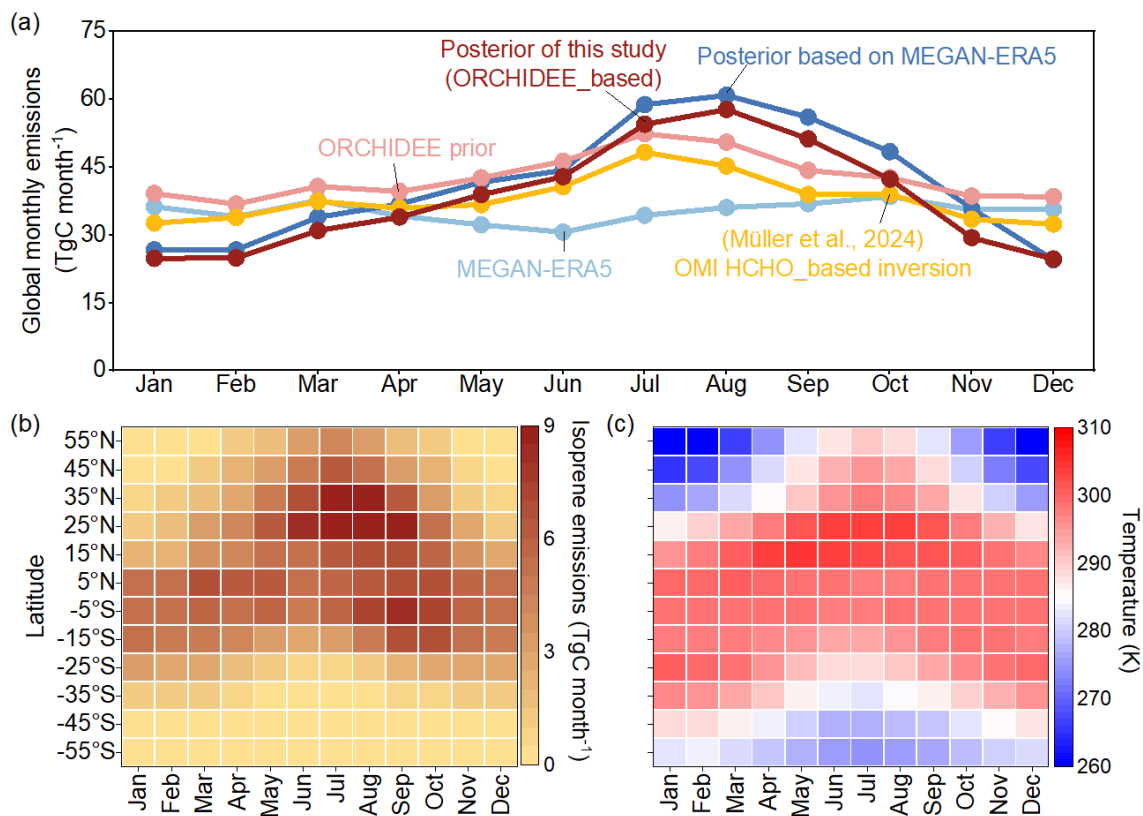 (a)
75
60
45
30
15
0
Global monthly emissions
(TgC month⁻¹)
Posterior of this study
(ORCHIDEE_based)
Posterior based on MEGAN-ERA5
ORCHIDEE prior
MEGAN-ERA5
(Müller et al., 2024)
OMI HCHO_based inversion
Jan Feb Mar Apr May Jun Jul Aug Sep Oct Nov Dec
(b)
Latitude
55°N
45°N
35°N
25°N
15°N
5°N
-5°S
-15°S
-25°S
-35°S
-45°S
-55°S
Jan Feb Mar Apr May Jun Jul Aug Sep Oct Nov Dec
9
6
3
0
Isoprene emissions (TgC month⁻¹)
(c)
Jan Feb Mar Apr May Jun Jul Aug Sep Oct Nov Dec
310
300
290
280
270
260
Temperature (K)